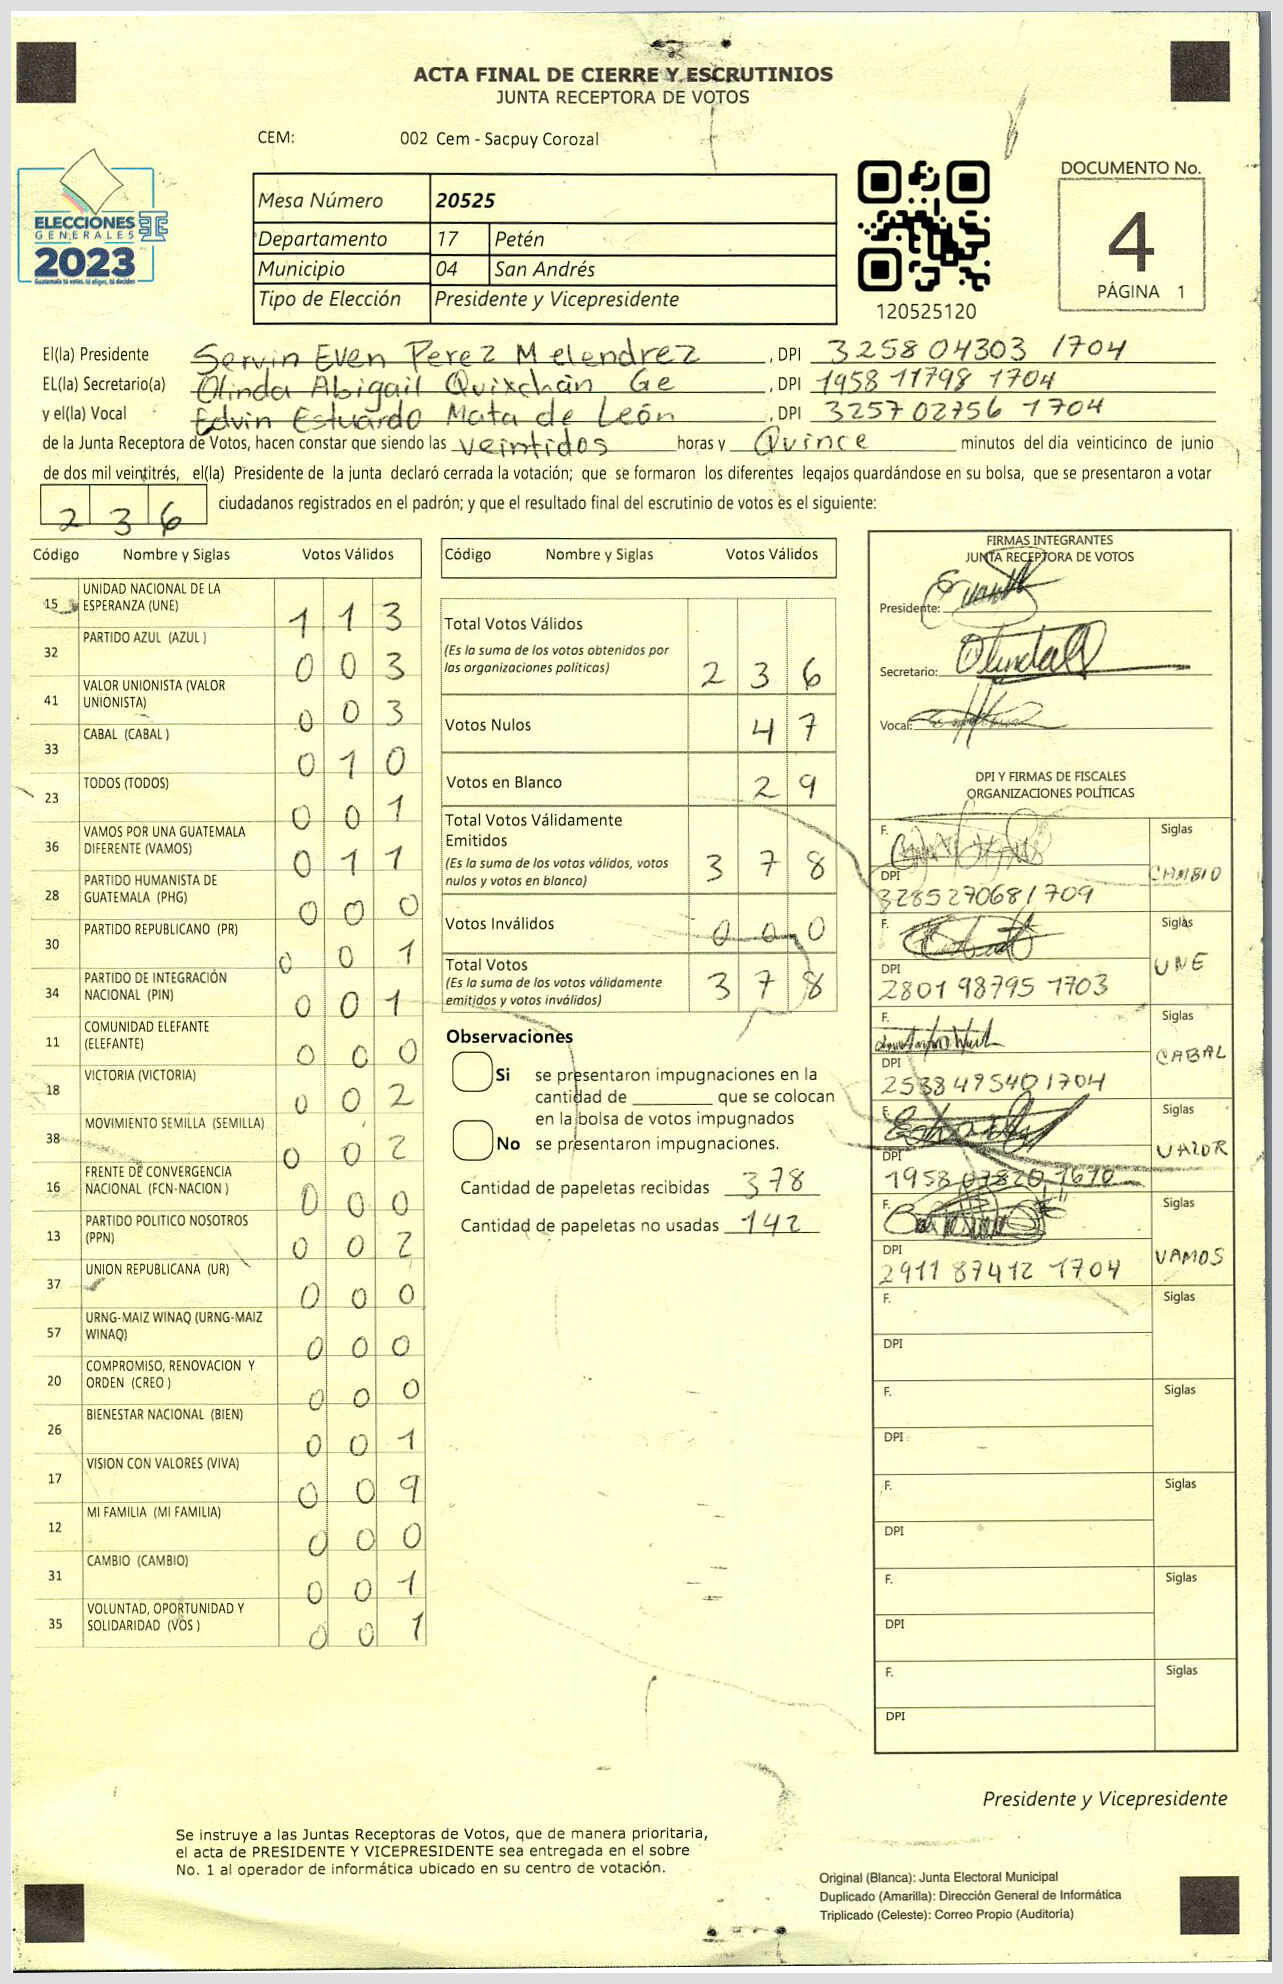 ACTA FINAL DE CIERRE Y ESCRUTINIOS
JUNTA RECEPTORA DE VOTOS
CEM: 002 Cem - Sacpuy Corozal
ELECCIONES
GENERALES
2023
Guatemala tú votas, tú eliges, tú decides
Mesa Número 20525
Departamento 17 Petén
Municipio 04 San Andrés
Tipo de Elección Presidente y Vicepresidente
120525120
DOCUMENTO No.
4
PÁGINA 1
El(la) Presidente Servin Even Perez Melendrez , DPI 3258 04303 1704
EL(la) Secretario(a) Olinda Abigail Quixchán Ge , DPI 1958 11798 1704
y el(la) Vocal Edvin Estuardo Mata de León , DPI 3257 02756 1704
de la Junta Receptora de Votos, hacen constar que siendo las veintidos horas y Quince minutos del día veinticinco de junio
de dos mil veintitrés, el(la) Presidente de la junta declaró cerrada la votación; que se formaron los diferentes legajos quardándose en su bolsa, que se presentaron a votar
236 ciudadanos registrados en el padrón; y que el resultado final del escrutinio de votos es el siguiente:
Código Nombre y Siglas Votos Válidos
15 UNIDAD NACIONAL DE LA ESPERANZA (UNE) 1 1 3
32 PARTIDO AZUL (AZUL ) 0 0 3
41 VALOR UNIONISTA (VALOR UNIONISTA) 0 0 3
33 CABAL (CABAL ) 0 1 0
23 TODOS (TODOS) 0 0 1
36 VAMOS POR UNA GUATEMALA DIFERENTE (VAMOS) 0 1 1
28 PARTIDO HUMANISTA DE GUATEMALA (PHG) 0 0 0
30 PARTIDO REPUBLICANO (PR) 0 0 1
34 PARTIDO DE INTEGRACIÓN NACIONAL (PIN) 0 0 1
11 COMUNIDAD ELEFANTE (ELEFANTE) 0 0 0
18 VICTORIA (VICTORIA) 0 0 2
38 MOVIMIENTO SEMILLA (SEMILLA) 0 0 2
16 FRENTE DE CONVERGENCIA NACIONAL (FCN-NACION ) 0 0 0
13 PARTIDO POLITICO NOSOTROS (PPN) 0 0 2
37 UNION REPUBLICANA (UR) 0 0 0
57 URNG-MAIZ WINAQ (URNG-MAIZ WINAQ) 0 0 0
20 COMPROMISO, RENOVACION Y ORDEN (CREO ) 0 0 0
26 BIENESTAR NACIONAL (BIEN) 0 0 1
17 VISION CON VALORES (VIVA) 0 0 9
12 MI FAMILIA (MI FAMILIA) 0 0 0
31 CAMBIO (CAMBIO) 0 0 1
35 VOLUNTAD, OPORTUNIDAD Y SOLIDARIDAD (VOS ) 0 0 1
Código Nombre y Siglas Votos Válidos
Total Votos Válidos 2 3 6
(Es la suma de los votos obtenidos por
las organizaciones políticas)
Votos Nulos 4 7
Votos en Blanco 2 9
Total Votos Válidamente
Emitidos 3 7 8
(Es la suma de los votos válidos, votos
nulos y votos en blanco)
Votos Inválidos 0 0 0
Total Votos 3 7 8
(Es la suma de los votos válidamente
emitidos y votos inválidos)
Observaciones
Si se presentaron impugnaciones en la
cantidad de ________ que se colocan
en la bolsa de votos impugnados
No se presentaron impugnaciones.
Cantidad de papeletas recibidas 378
Cantidad de papeletas no usadas 142
FIRMAS INTEGRANTES
JUNTA RECEPTORA DE VOTOS
Presidente:
Secretario:
Vocal:
DPI Y FIRMAS DE FISCALES
ORGANIZACIONES POLÍTICAS
F. Siglas
CAMBIO
DPI
3285270681709
F. Siglas
UNE
DPI
2801 98795 1703
F. Siglas
CABAL
DPI
2538495401704
F. Siglas
VALOR
DPI
1958 07820 1670
F. Siglas
VAMOS
DPI
2911 87412 1704
F. Siglas
DPI
F. Siglas
DPI
F. Siglas
DPI
F. Siglas
DPI
F. Siglas
DPI
Presidente y Vicepresidente
Se instruye a las Juntas Receptoras de Votos, que de manera prioritaria,
el acta de PRESIDENTE Y VICEPRESIDENTE sea entregada en el sobre
No. 1 al operador de informática ubicado en su centro de votación.
Original (Blanca): Junta Electoral Municipal
Duplicado (Amarilla): Dirección General de Informática
Triplicado (Celeste): Correo Propio (Auditoria)